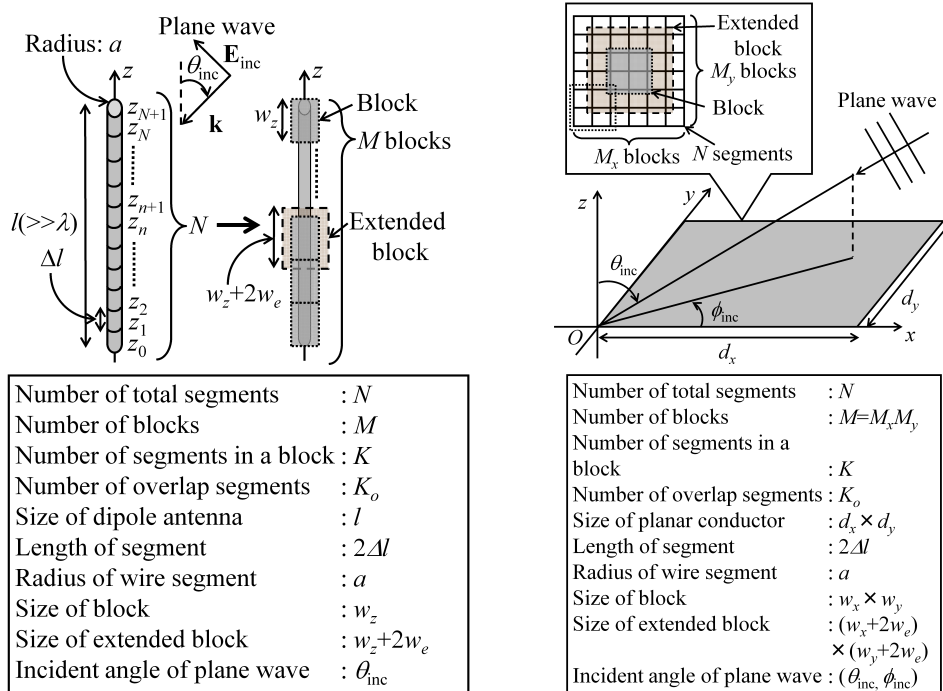 Plane wave
E_inc
Radius: a
θ_inc
k
z
z_{N+1}
z_N
z_{n+1}
z_n
z_2
z_1
z_0
l(>>λ)
Δl
N
z
w_z
Block
M blocks
Extended
block
w_z+2w_e
Number of total segments : N
Number of blocks : M
Number of segments in a block : K
Number of overlap segments : K_o
Size of dipole antenna : l
Length of segment : 2Δl
Radius of wire segment : a
Size of block : w_z
Size of extended block : w_z+2w_e
Incident angle of plane wave : θ_inc
Extended
block
M_y blocks
Block
M_x blocks
N segments
Plane wave
z
y
θ_inc
ϕ_inc
O
x
d_x
d_y
Number of total segments : N
Number of blocks : M=M_xM_y
Number of segments in a
block : K
Number of overlap segments : K_o
Size of planar conductor : d_x × d_y
Length of segment : 2Δl
Radius of wire segment : a
Size of block : w_x × w_y
Size of extended block : (w_x+2w_e)
×(w_y+2w_e)
Incident angle of plane wave : (θ_inc, ϕ_inc)